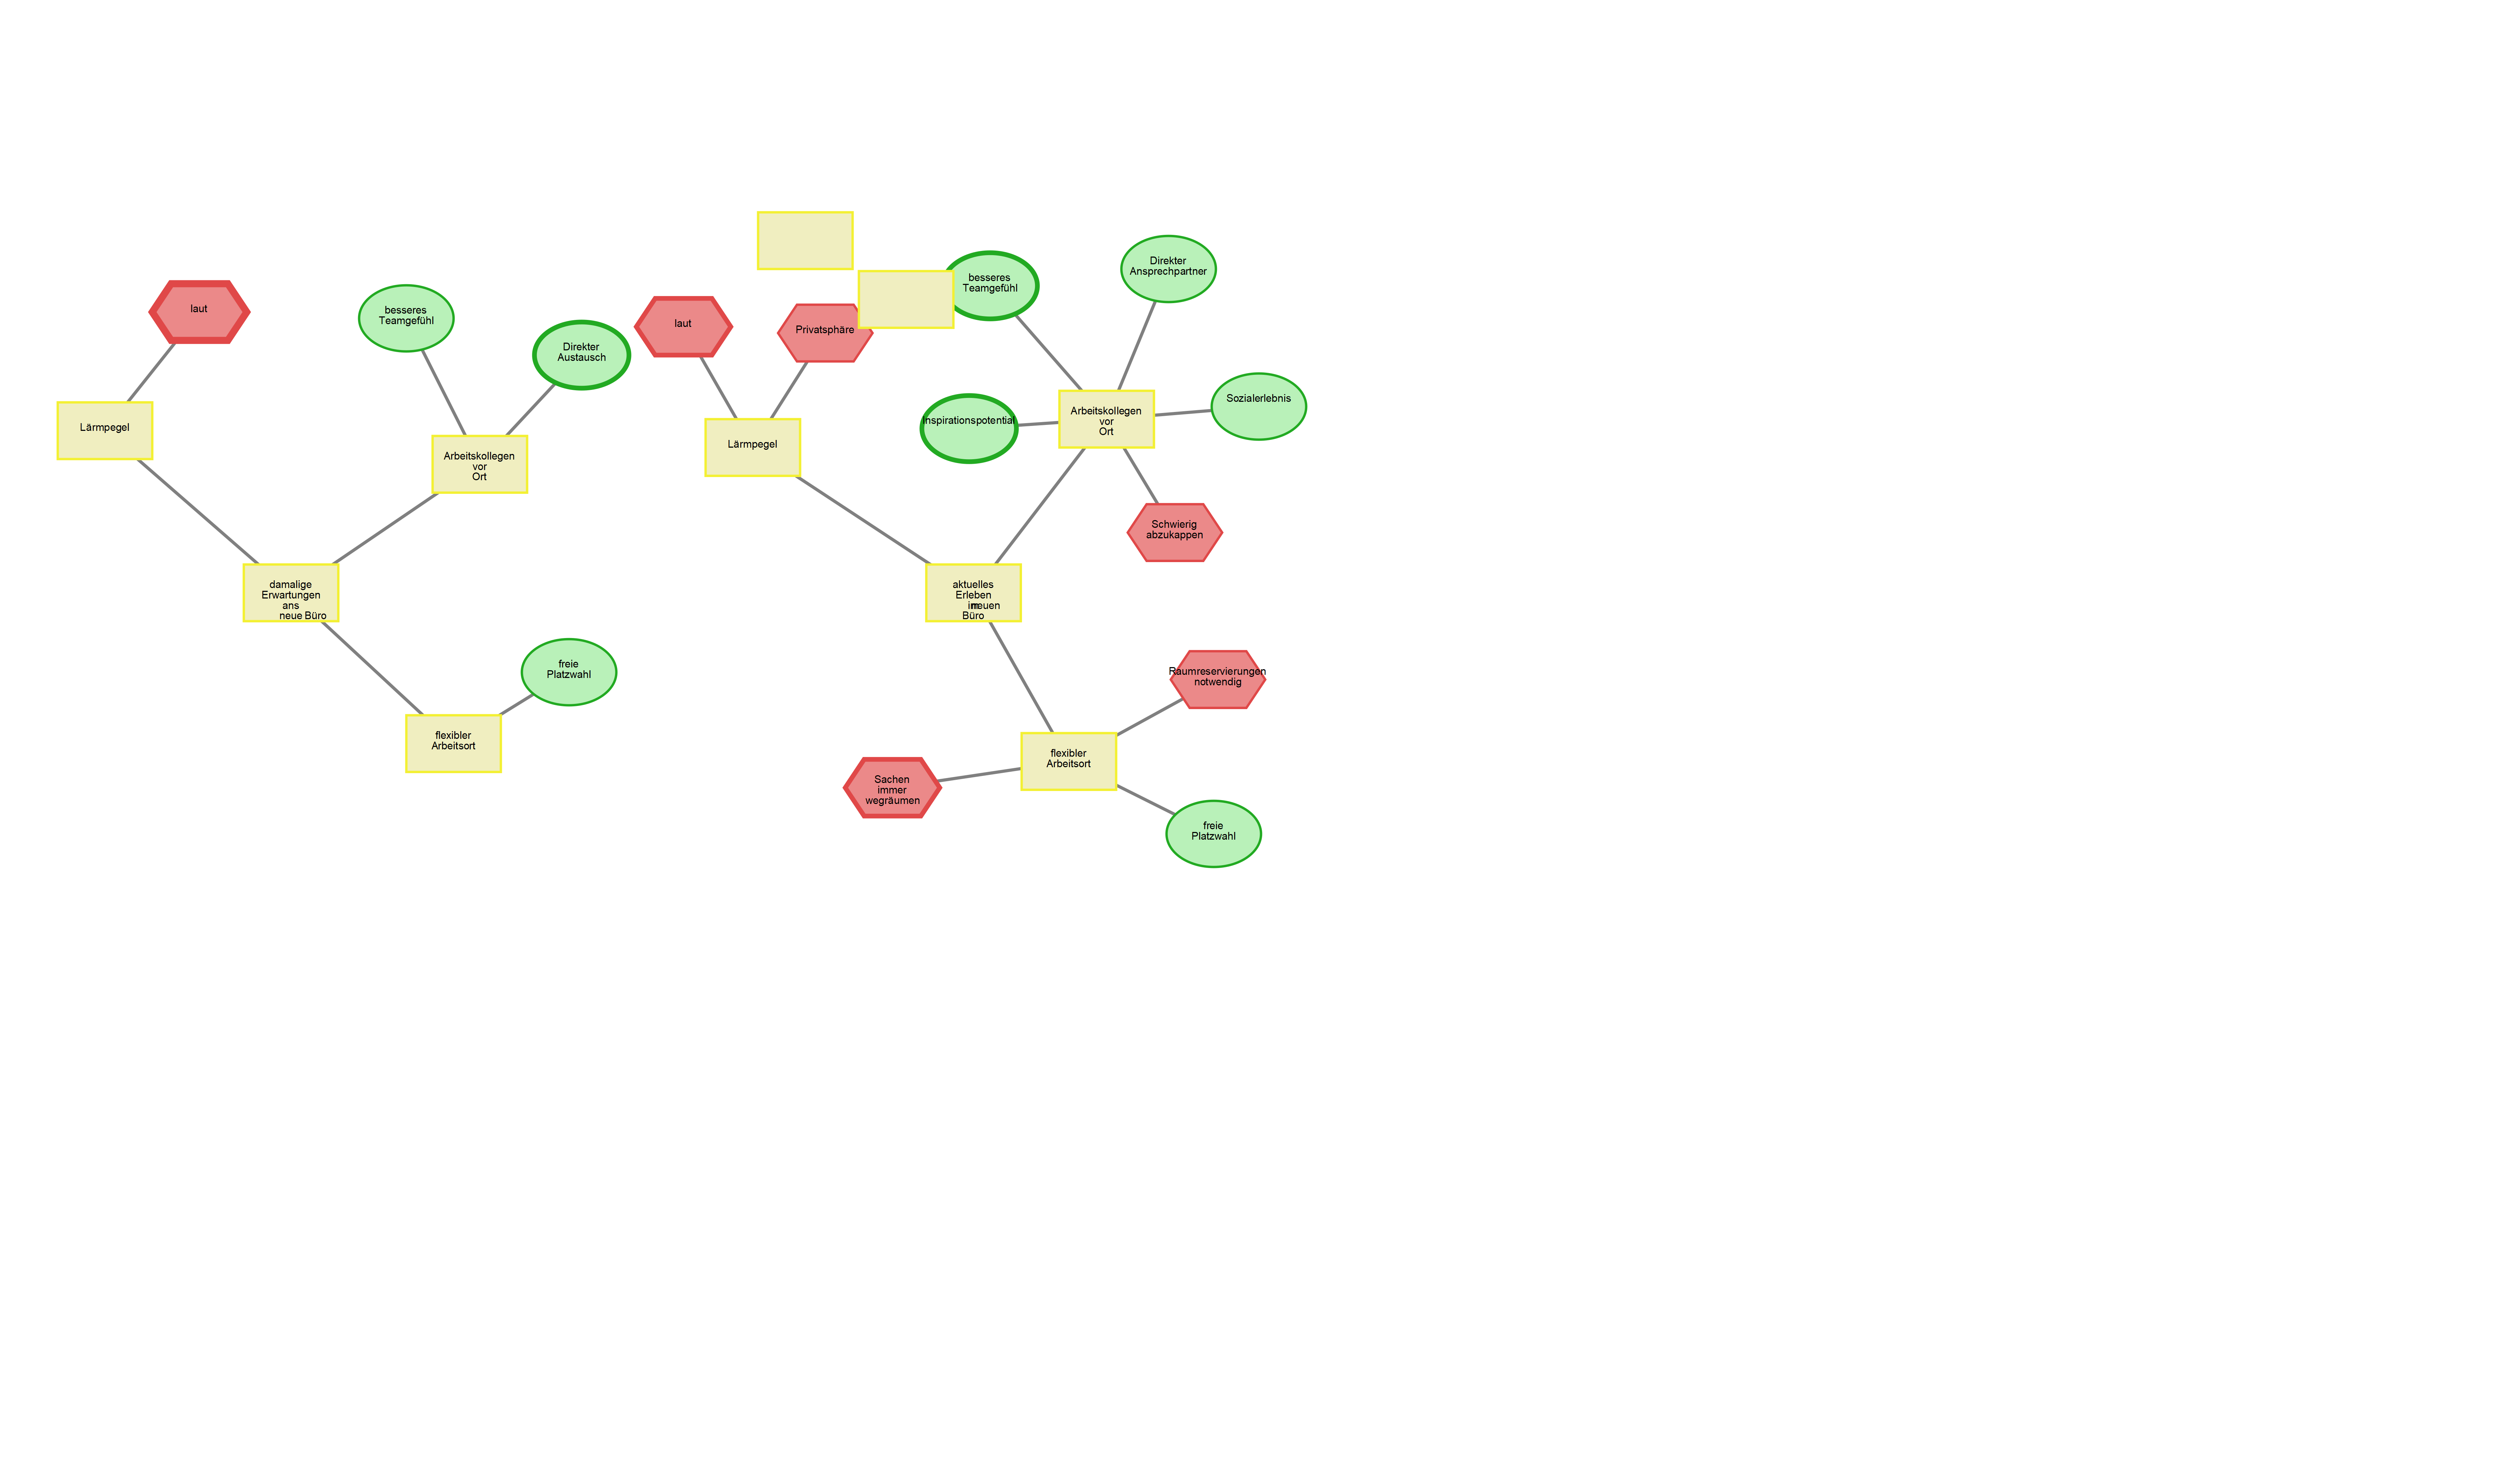 laut
besseres
Teamgefühl
Direkter
Austausch
Lärmpegel
Arbeitskollegen
vor
Ort
damalige
Erwartungen
ans
neue Büro
freie
Platzwahl
flexibler
Arbeitsort
laut
Privatsphäre
besseres
Teamgefühl
Direkter
Ansprechpartner
Lärmpegel
Inspirationspotential
Arbeitskollegen
vor
Ort
Sozialerlebnis
Schwierig
abzukappen
aktuelles
Erleben
im neuen
Büro
Raumreservierungen
notwendig
flexibler
Arbeitsort
Sachen
immer
wegräumen
freie
Platzwahl